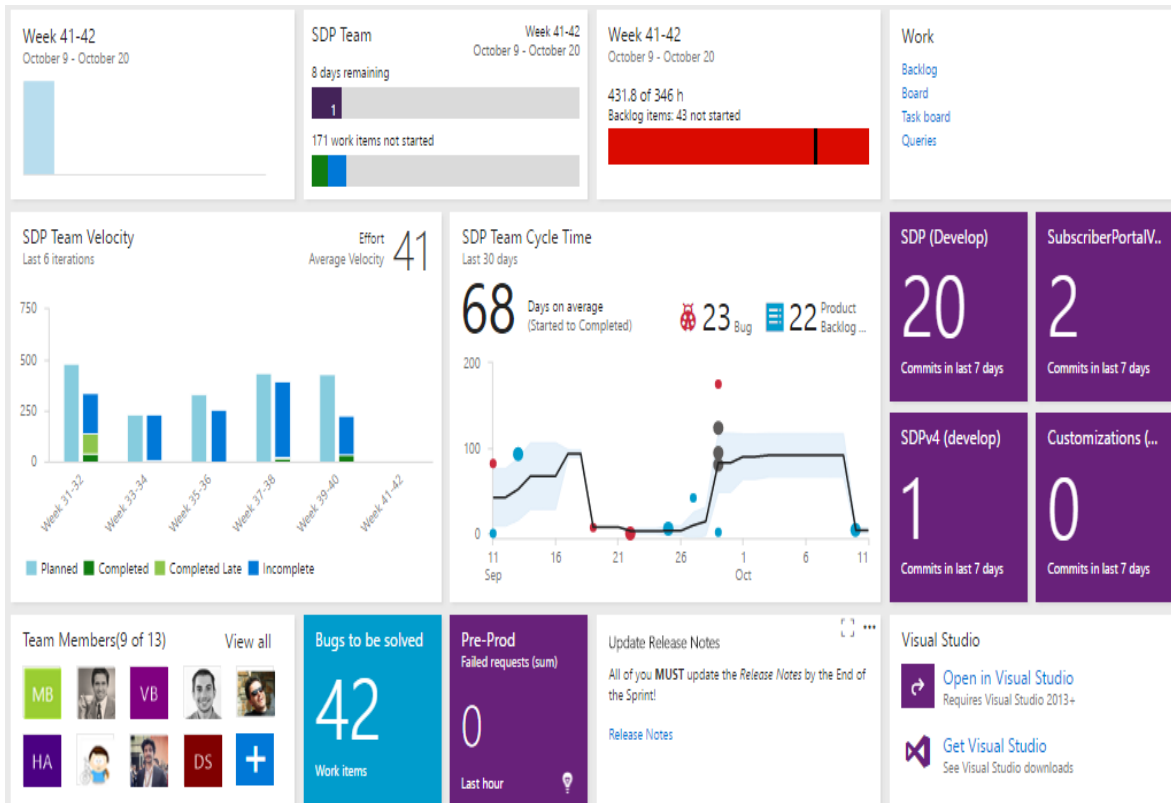 Week 41-42
October 9 - October 20
SDP Team
Week 41-42
October 9 - October 20
8 days remaining
1
171 work items not started
Week 41-42
October 9 - October 20
431.8 of 346 h
Backlog items: 43 not started
Work
Backlog
Board
Task board
Queries
SDP Team Velocity
Last 6 iterations
Effort
Average Velocity
41
750
500
250
0
Week 31-32
Week 33-34
Week 35-36
Week 37-38
Week 39-40
Week 41-42
Planned
Completed
Completed Late
Incomplete
SDP Team Cycle Time
Last 30 days
68
Days on average
(Started to Completed)
23 Bug
22 Product
Backlog ...
200
100
0
11 16 21 26 1 6 11
Sep Oct
SDP (Develop)
20
Commits in last 7 days
SubscriberPortalV..
2
Commits in last 7 days
SDPv4 (develop)
1
Commits in last 7 days
Customizations (...
0
Commits in last 7 days
Team Members(9 of 13)
View all
MB
VB
HA
DS
Bugs to be solved
42
Work items
Pre-Prod
Failed requests (sum)
0
Last hour
Update Release Notes
All of you MUST update the Release Notes by the End of
the Sprint!
Release Notes
Visual Studio
Open in Visual Studio
Requires Visual Studio 2013+
Get Visual Studio
See Visual Studio downloads